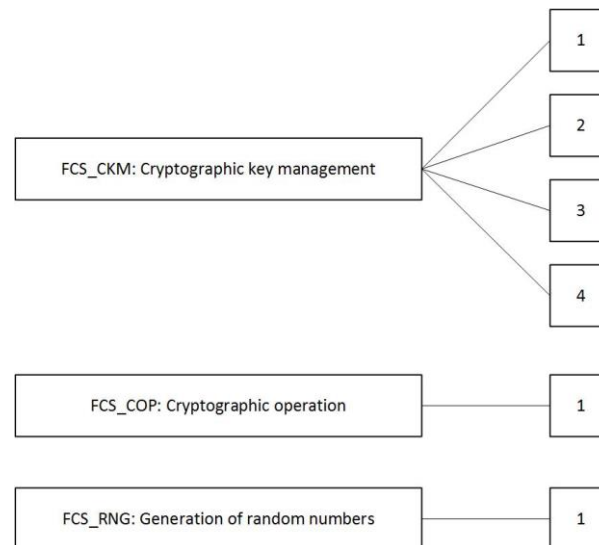 1
2
FCS_CKM: Cryptographic key management
3
4
FCS_COP: Cryptographic operation
1
FCS_RNG: Generation of random numbers
1